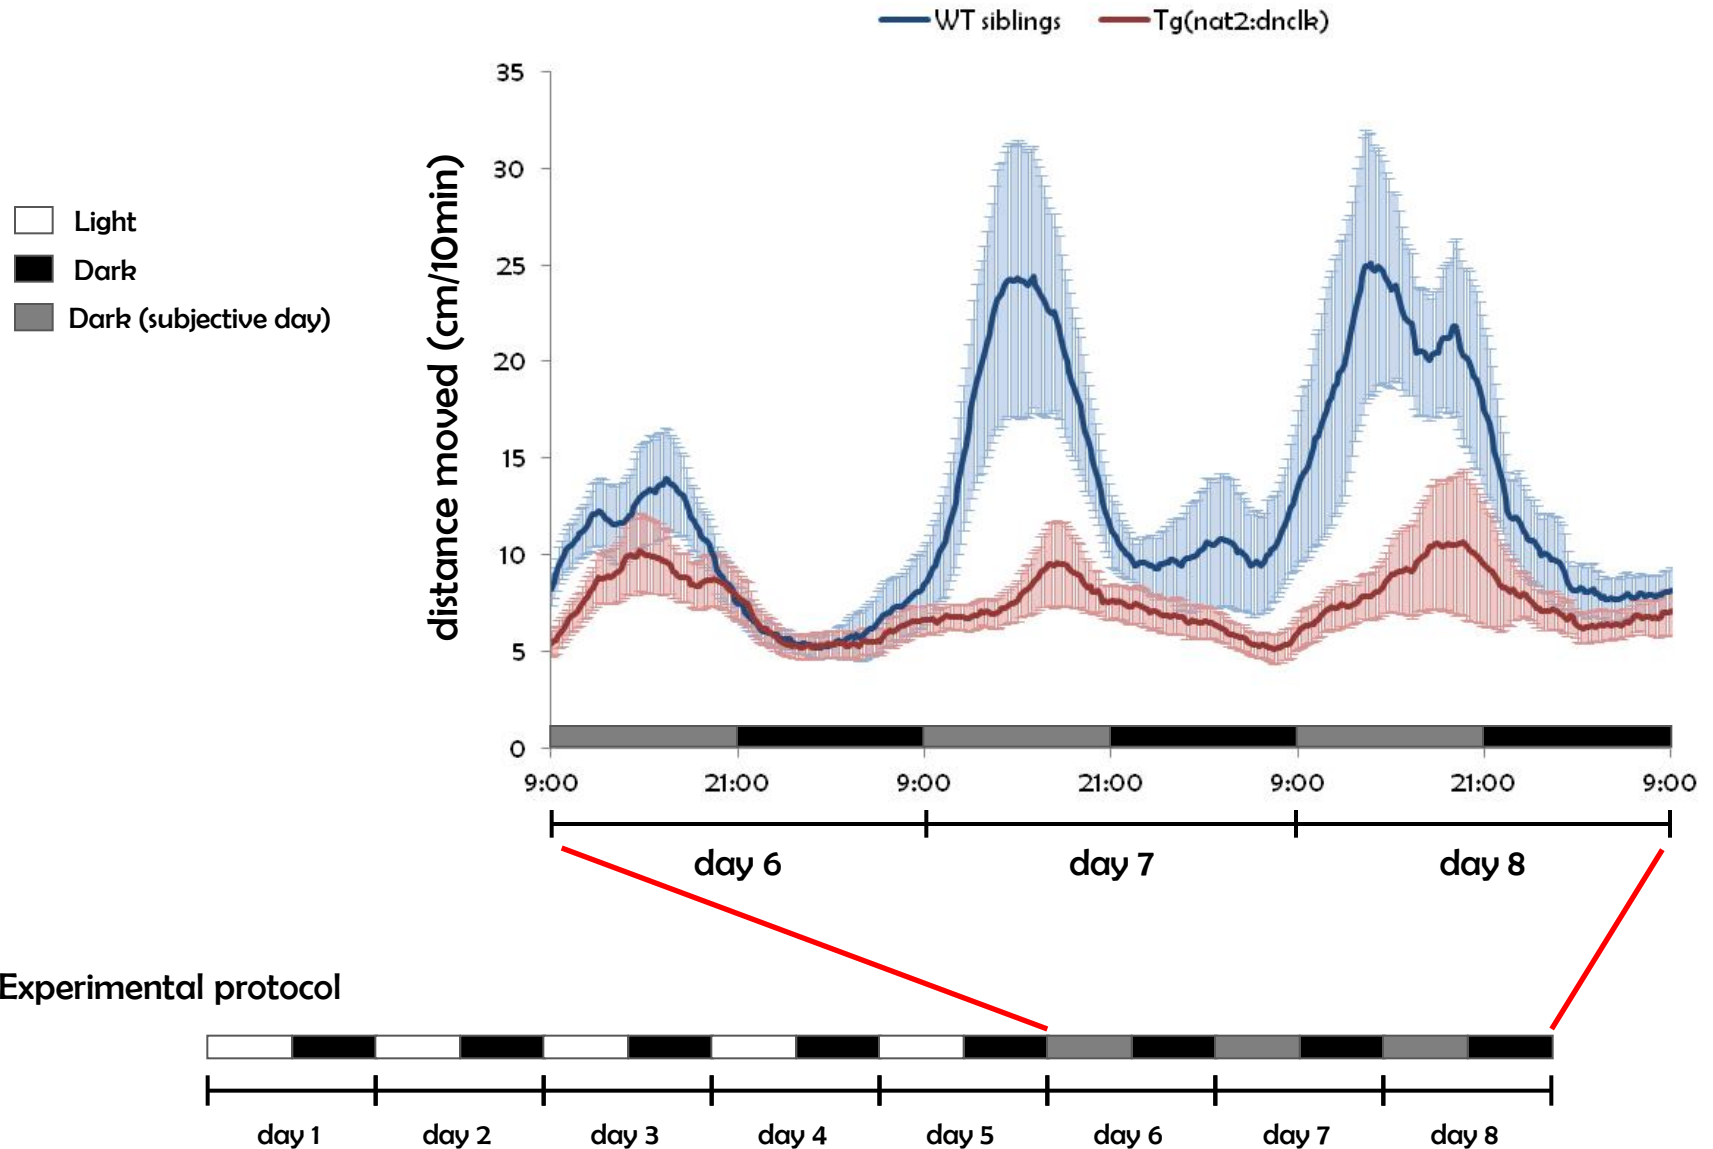 WT siblings Tg(nat2:dnclk)
35
30
25
20
15
10
5
0
distance moved (cm/10min)
Light
Dark
Dark (subjective day)
9:00 21:00 9:00 21:00 9:00 21:00 9:00
day 6 day 7 day 8
Experimental protocol
day 1 day 2 day 3 day 4 day 5 day 6 day 7 day 8